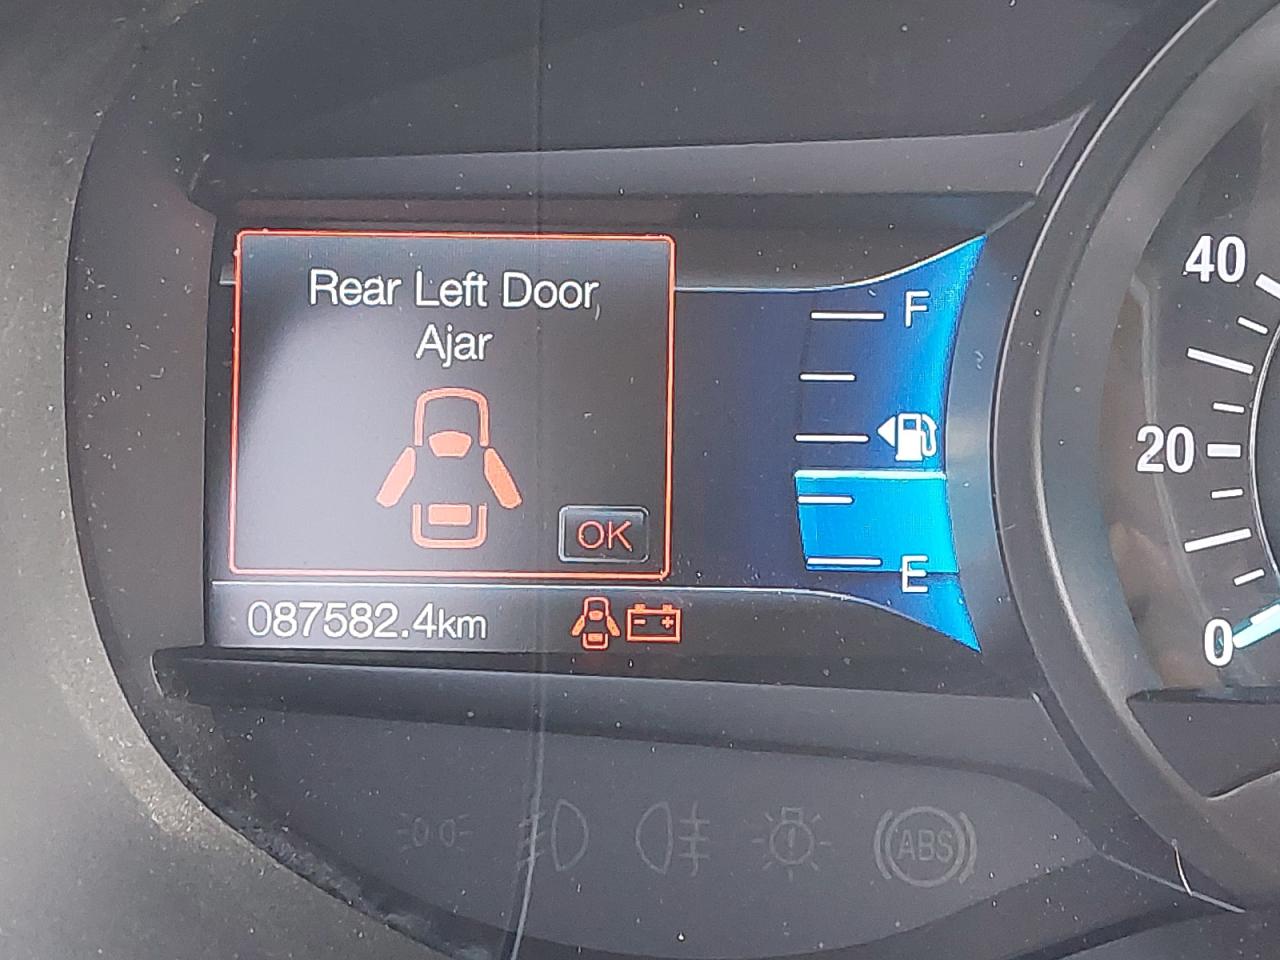 Rear Left Door
Ajar
OK
F
E
087582.4km
40
20
0
ABS